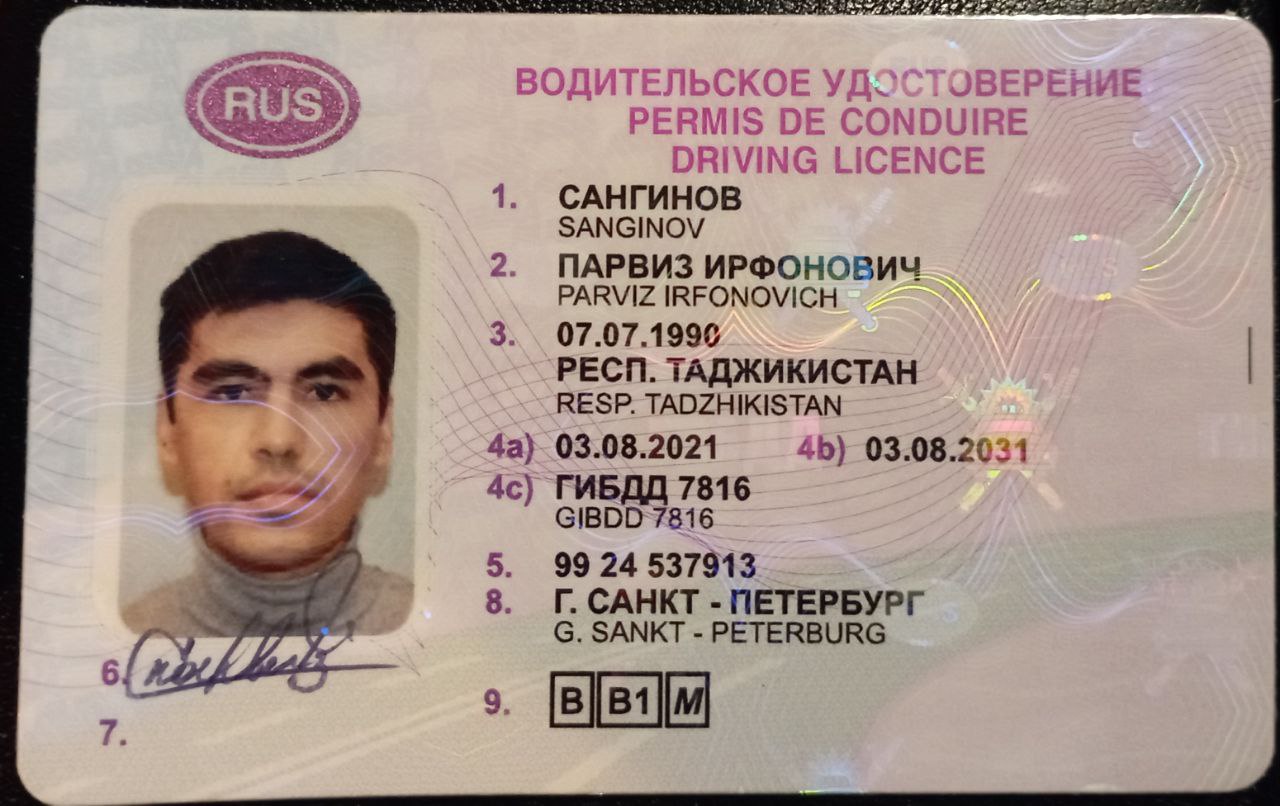 RUS
ВОДИТЕЛЬСКОЕ УДОСТОВЕРЕНИЕ
PERMIS DE CONDUIRE
DRIVING LICENCE
1. САНГИНОВ
SANGINOV
2. ПАРВИЗ ИРФОНОВИЧ
PARVIZ IRFONOVICH
3. 07.07.1990
РЕСП. ТАДЖИКИСТАН
RESP. TADZHIKISTAN
4a) 03.08.2021 4b) 03.08.2031
4c) ГИБДД 7816
GIBDD 7816
5. 99 24 537913
8. Г. САНКТ - ПЕТЕРБУРГ
G. SANKT - PETERBURG
6.
9. B B1 M
7.